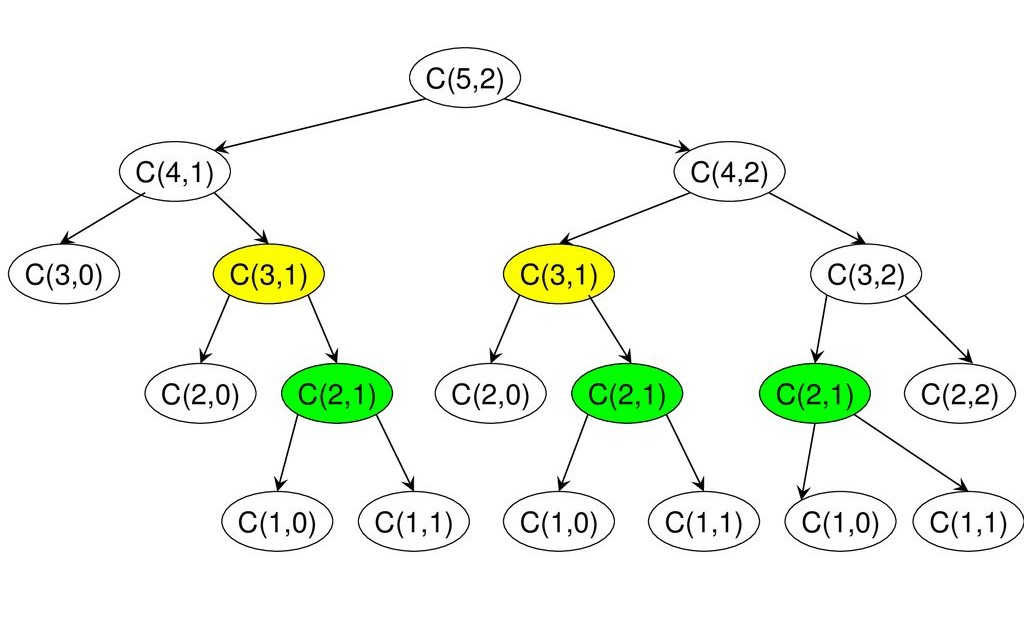 C(5,2)
C(4,1) C(4,2)
C(3,0) C(3,1) C(3,1) C(3,2)
C(2,0) C(2,1) C(2,0) C(2,1) C(2,1) C(2,2)
C(1,0) C(1,1) C(1,0) C(1,1) C(1,0) C(1,1)